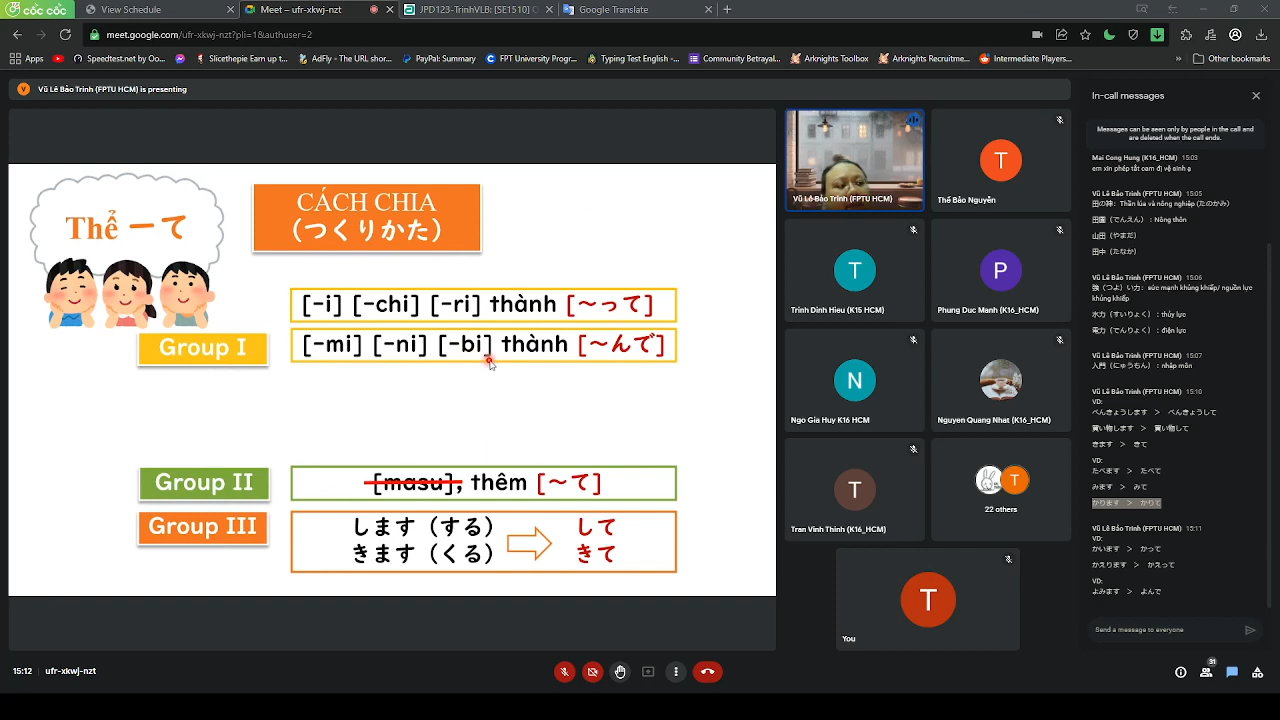 cốc cốc
View Schedule
Meet – ufr-xkwj-nzt
JPD123-TrinhVLB: [SE1510] C
Google Translate
meet.google.com/ufr-xkwj-nzt?pli=1&authuser=2
Apps
Speedtest.net by Oo...
Slicethepie Earn up t...
AdFly - The URL shor...
PayPal: Summary
FPT University Progr...
Typing Test English -...
Community Betrayal...
Arknights Toolbox
Arknights Recruitme...
Intermediate Players...
Other bookmarks
V
Vũ Lê Bảo Trinh (FPTU HCM) is presenting
Thể ーて
CÁCH CHIA
(つくりかた)
Group I
[-i] [-chi] [-ri] thành [～って]
[-mi] [-ni] [-bi] thành [～んで]
Group II
[masu], thêm [～て]
Group III
します（する）
きます（くる）
して
きて
Vũ Lê Bảo Trinh (FPTU HCM)
T
Thế Bảo Nguyễn
T
Trinh Dinh Hieu (K15 HCM)
P
Phung Duc Manh (K16_HCM)
N
Ngo Gia Huy K16 HCM
Nguyen Quang Nhat (K16_HCM)
T
Tran Vinh Thinh (K16_HCM)
T
22 others
T
You
In-call messages
Messages can be seen only by people in the call and
are deleted when the call ends.
Mai Cong Hung (K16_HCM) 15:03
em xin phép tắt cam đị vệ sinh ạ
Vũ Lê Bảo Trinh (FPTU HCM) 15:05
田の神：Thần lúa và nông nghiệp (たのかみ)
田園（でんえん）: Nông thôn
山田（やまだ）
田中（たなか）
Vũ Lê Bảo Trinh (FPTU HCM) 15:06
強（つよ）い力：sức mạnh khủng khiếp/ nguồn lực
khủng khiếp
水力（すいりょく）: thủy lực
電力（でんりょく）: điện lực
Vũ Lê Bảo Trinh (FPTU HCM) 15:07
入門（にゅうもん）: nhập môn
Vũ Lê Bảo Trinh (FPTU HCM) 15:10
VD:
べんきょうします ＞ べんきょうして
買い物します ＞ 買い物して
きます ＞ きて
VD:
たべます ＞ たべて
みます ＞ みて
かります ＞ かりて
Vũ Lê Bảo Trinh (FPTU HCM) 15:11
VD:
かいます ＞ かって
かえります ＞ かえって
VD:
よみます ＞ よんで
Send a message to everyone
15:12
ufr-xkwj-nzt
31